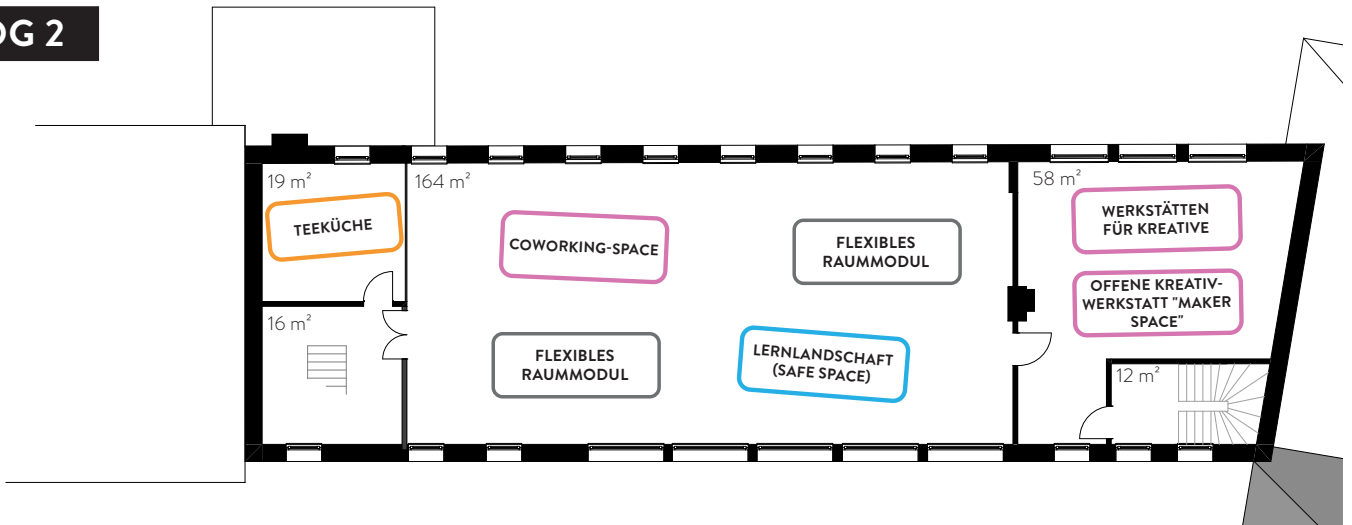 OG 2
19 m²
164 m²
58 m²
TEEKÜCHE
COWORKING-SPACE
FLEXIBLES
RAUMMODUL
WERKSTÄTTEN
FÜR KREATIVE
OFFENE KREATIV-
WERKSTATT "MAKER
SPACE"
16 m²
FLEXIBLES
RAUMMODUL
LERNLANDSCHAFT
(SAFE SPACE)
12 m²